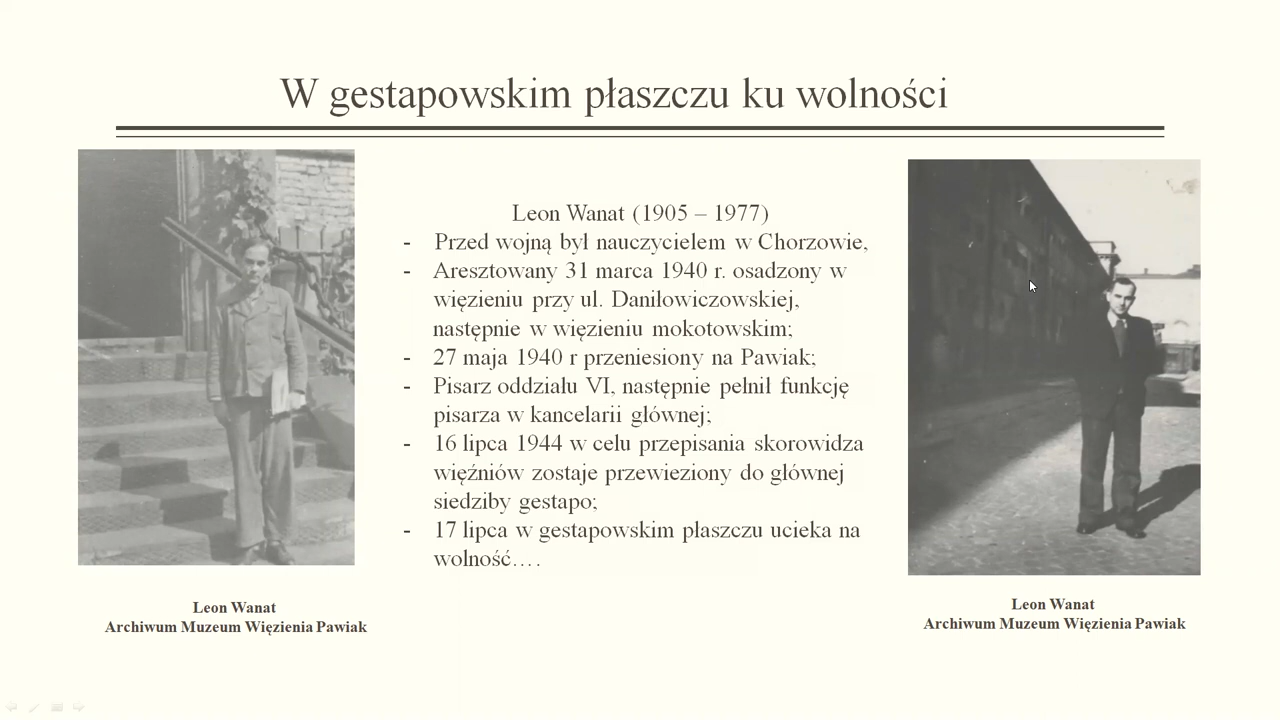 W gestapowskim płaszczu ku wolności
Leon Wanat (1905 – 1977)
- Przed wojną był nauczycielem w Chorzowie,
- Aresztowany 31 marca 1940 r. osadzony w
więzieniu przy ul. Daniłowiczowskiej,
następnie w więzieniu mokotowskim;
- 27 maja 1940 r przeniesiony na Pawiak;
- Pisarz oddziału VI, następnie pełnił funkcję
pisarza w kancelarii głównej;
- 16 lipca 1944 w celu przepisania skorowidza
więźniów zostaje przewieziony do głównej
siedziby gestapo;
- 17 lipca w gestapowskim płaszczu ucieka na
wolność….
Leon Wanat
Archiwum Muzeum Więzienia Pawiak
Leon Wanat
Archiwum Muzeum Więzienia Pawiak